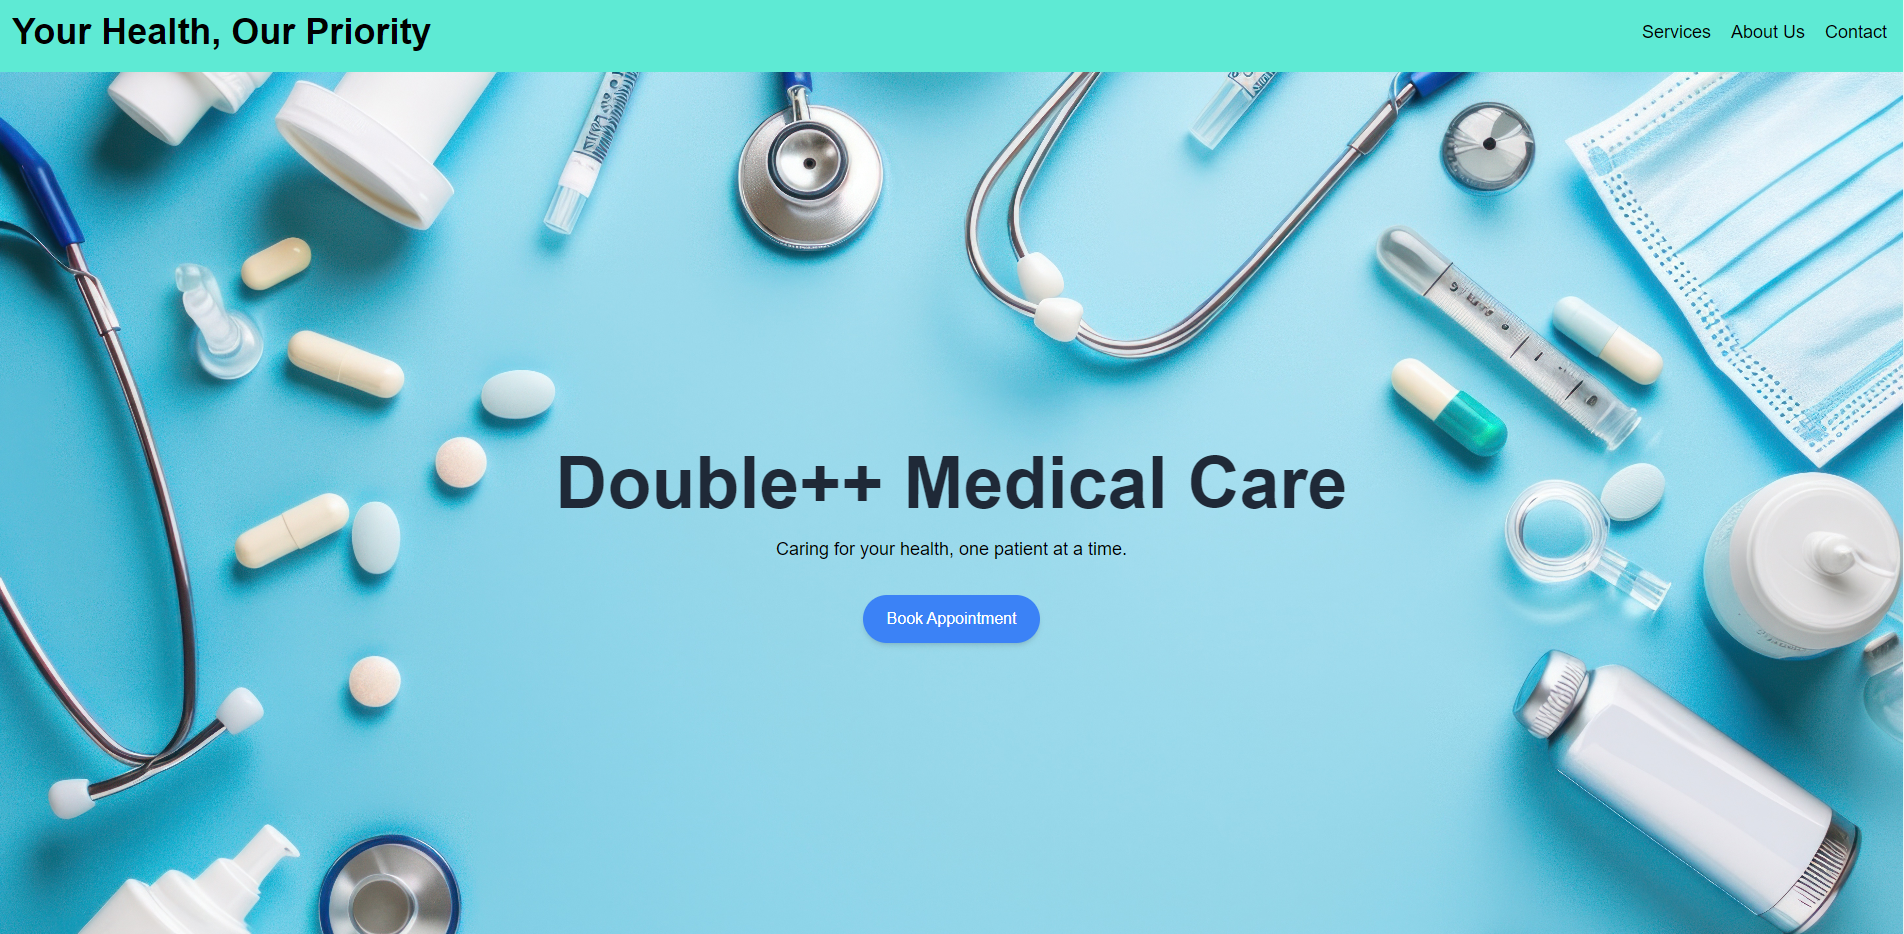 Your Health, Our Priority
Services
About Us
Contact
Double++ Medical Care
Caring for your health, one patient at a time.
Book Appointment